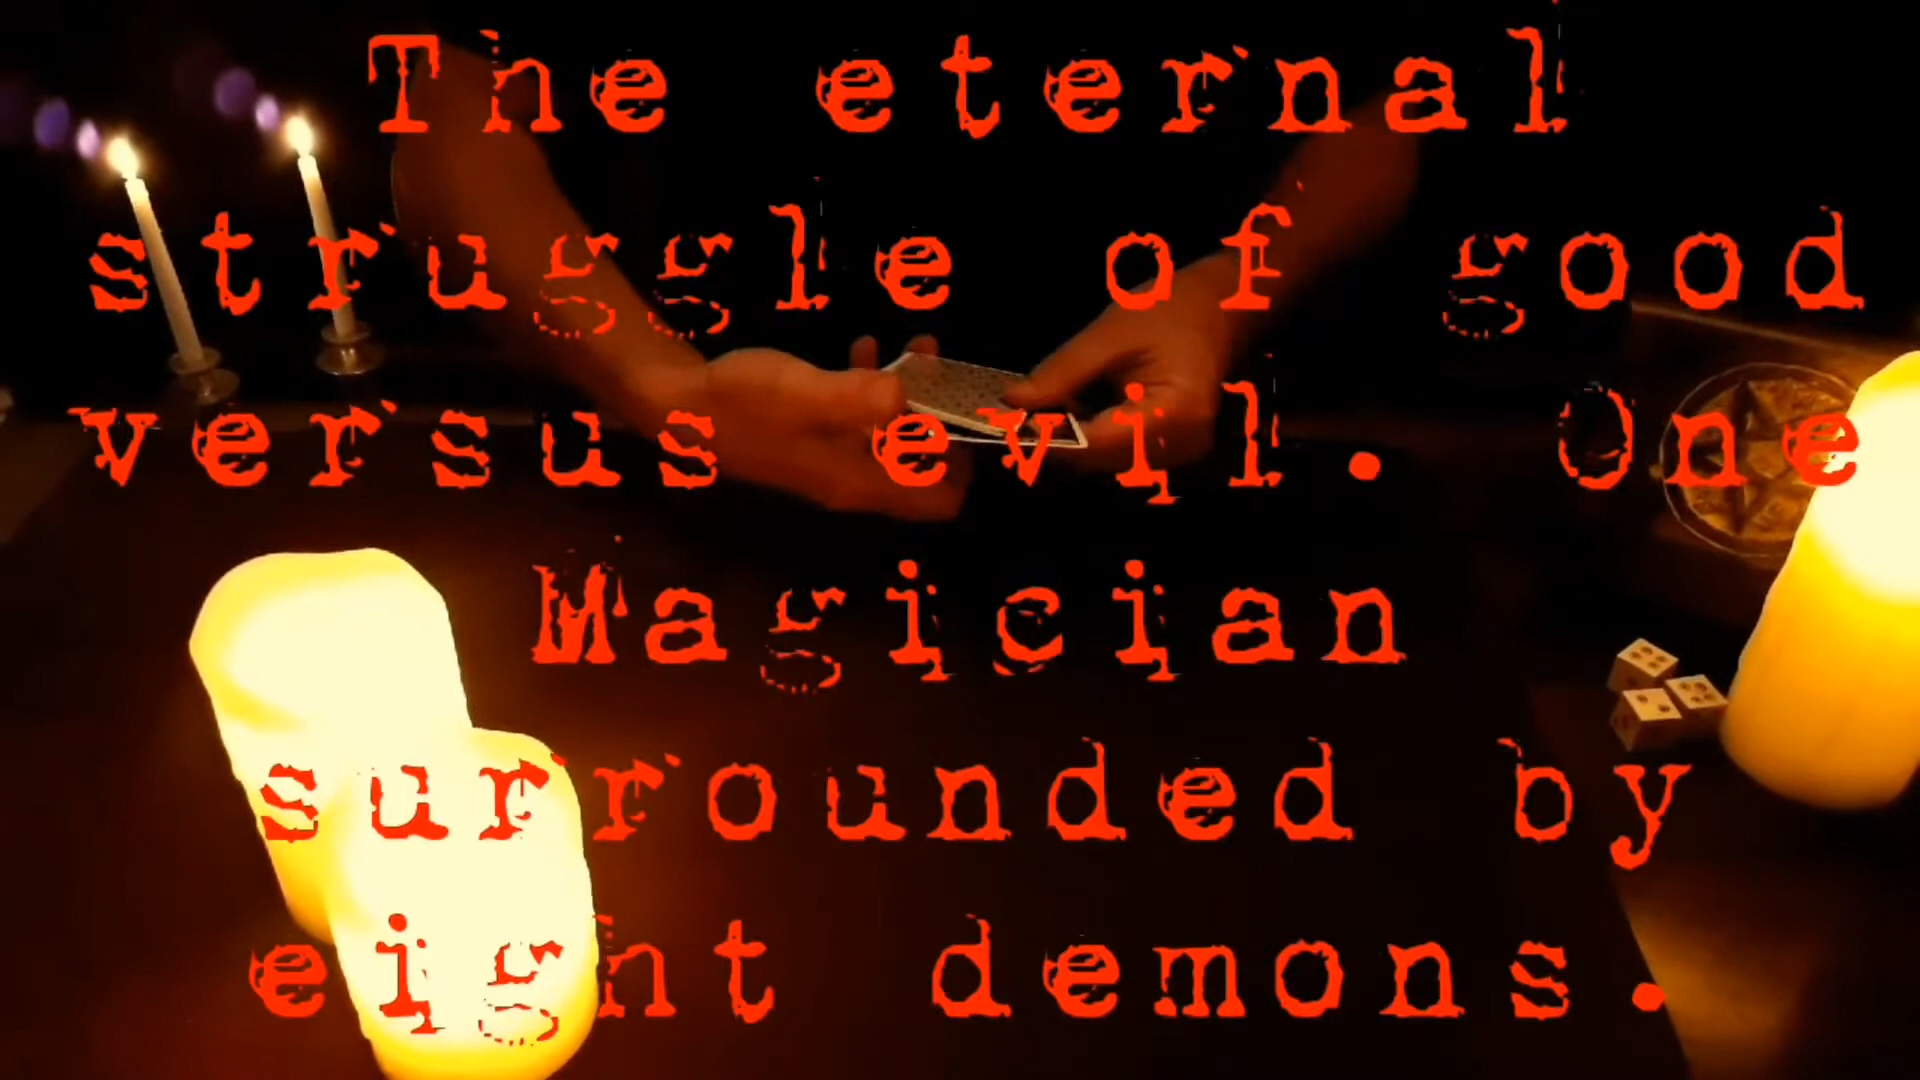 The eternal
struggle of good
versus evil. One
Magician
surrounded by
eight demons.